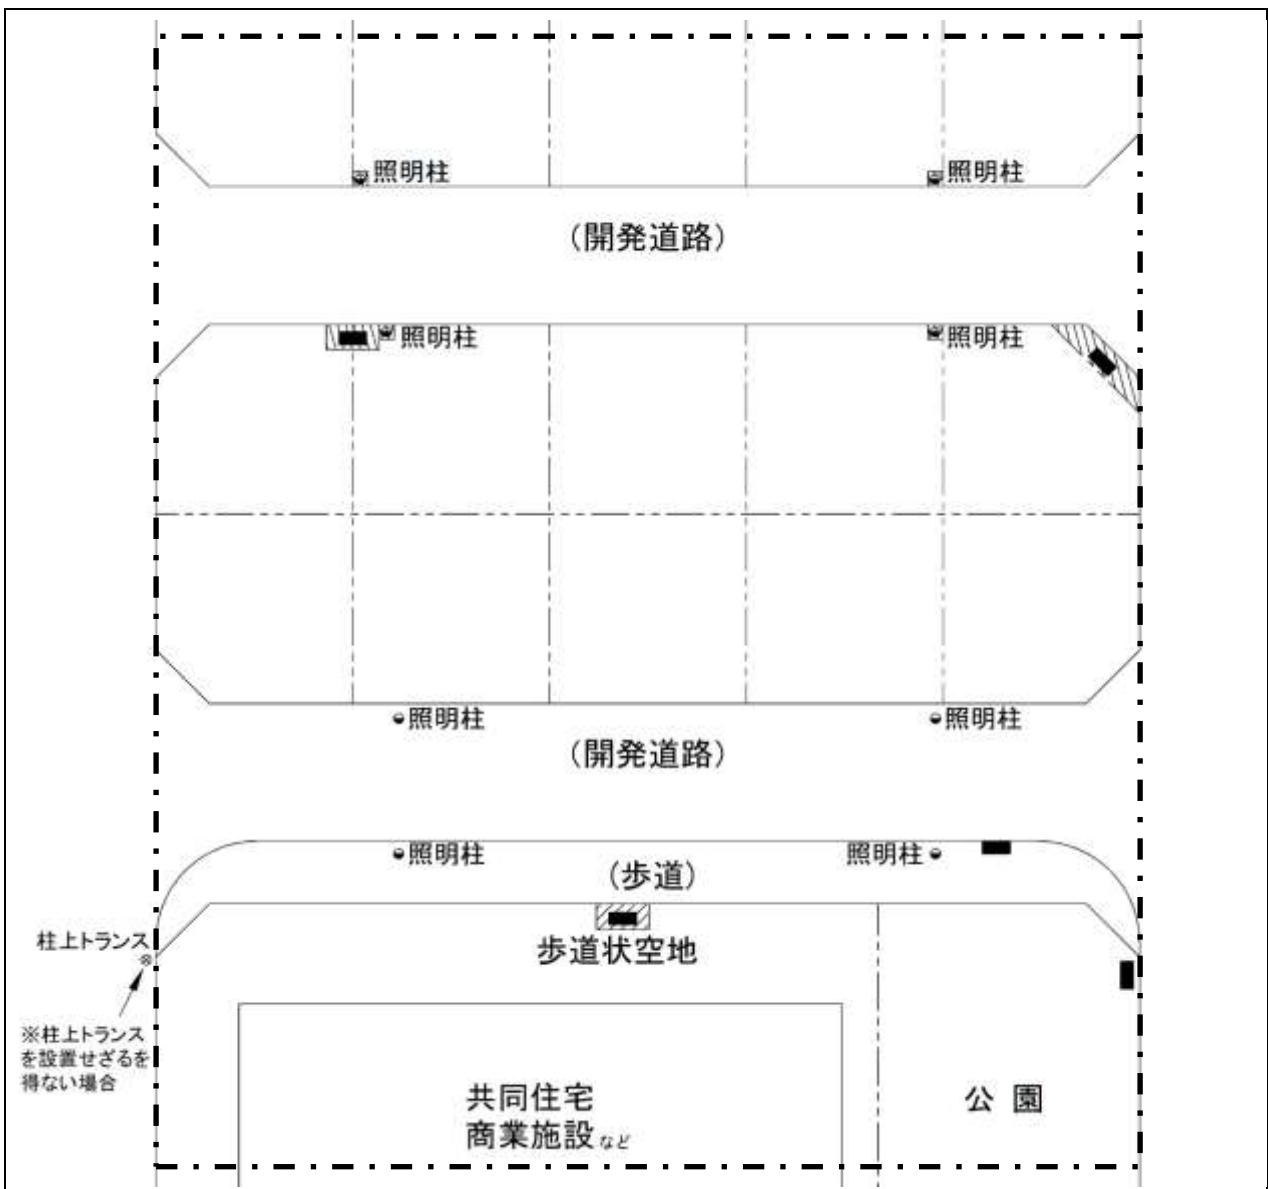 照明柱
照明柱
(開発道路)
照明柱
照明柱
照明柱
照明柱
(開発道路)
照明柱
照明柱
(歩道)
柱上トランス
歩道状空地
※柱上トランス
を設置せざるを
得ない場合
共同住宅
商業施設など
公園